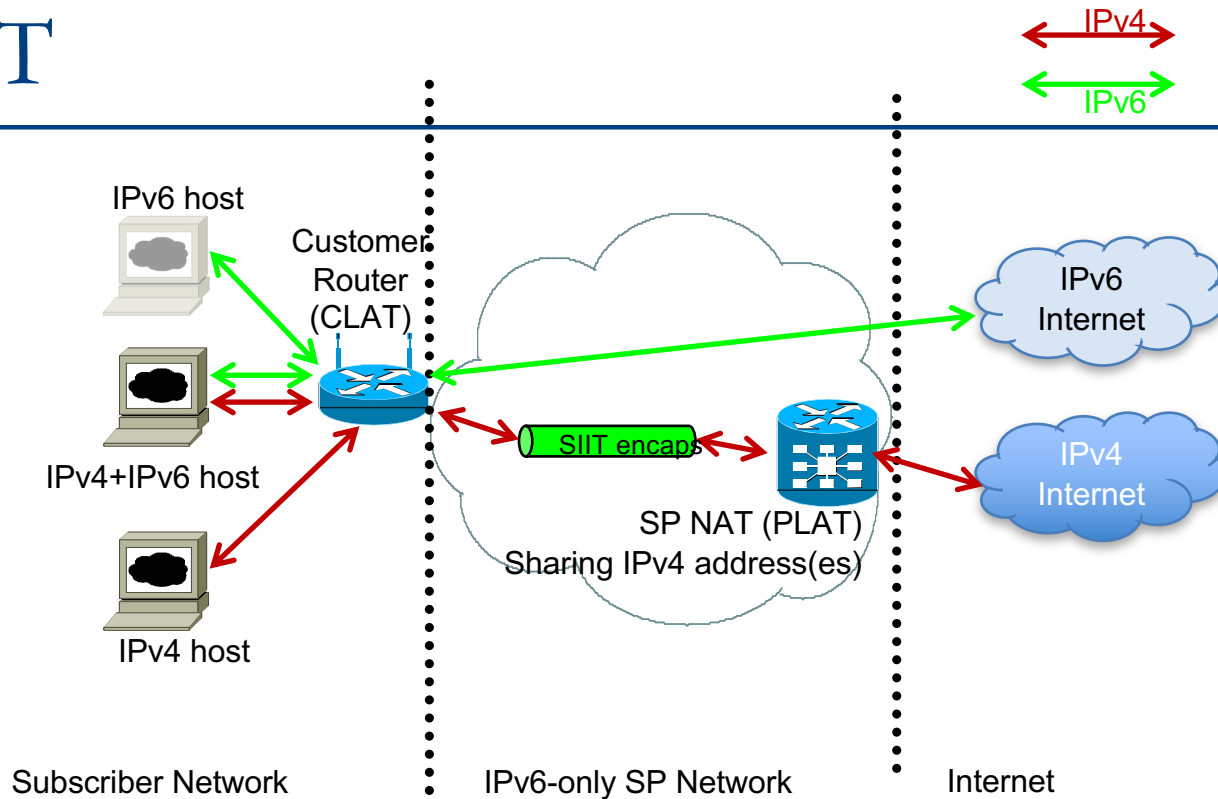 T
IPv4
IPv6
IPv6 host
Customer
Router
(CLAT)
IPv6
Internet
SIIT encaps
IPv4+IPv6 host
IPv4
Internet
SP NAT (PLAT)
Sharing IPv4 address(es)
IPv4 host
Subscriber Network
IPv6-only SP Network
Internet